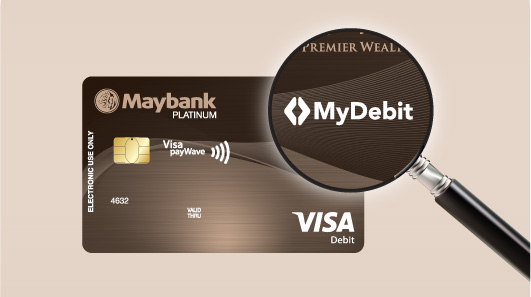 PREMIER WEAL
Maybank
PLATINUM
MyDebit
Visa
payWave
ELECTRONIC USE ONLY
4632
VALID
THRU
VISA
Debit